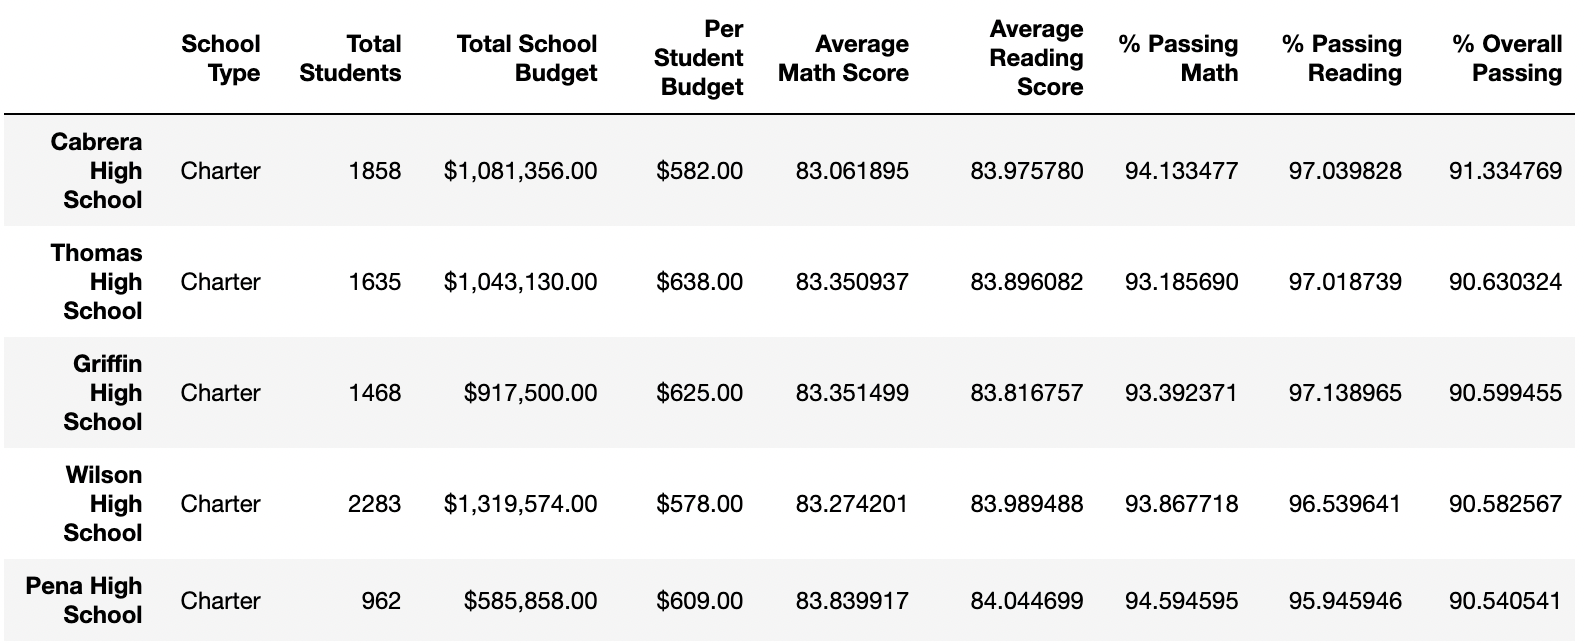 School Type Total Students Total School Budget Per Student Budget Average Math Score Average Reading Score % Passing Math % Passing Reading % Overall Passing
Cabrera High School Charter 1858 $1,081,356.00 $582.00 83.061895 83.975780 94.133477 97.039828 91.334769
Thomas High School Charter 1635 $1,043,130.00 $638.00 83.350937 83.896082 93.185690 97.018739 90.630324
Griffin High School Charter 1468 $917,500.00 $625.00 83.351499 83.816757 93.392371 97.138965 90.599455
Wilson High School Charter 2283 $1,319,574.00 $578.00 83.274201 83.989488 93.867718 96.539641 90.582567
Pena High School Charter 962 $585,858.00 $609.00 83.839917 84.044699 94.594595 95.945946 90.540541